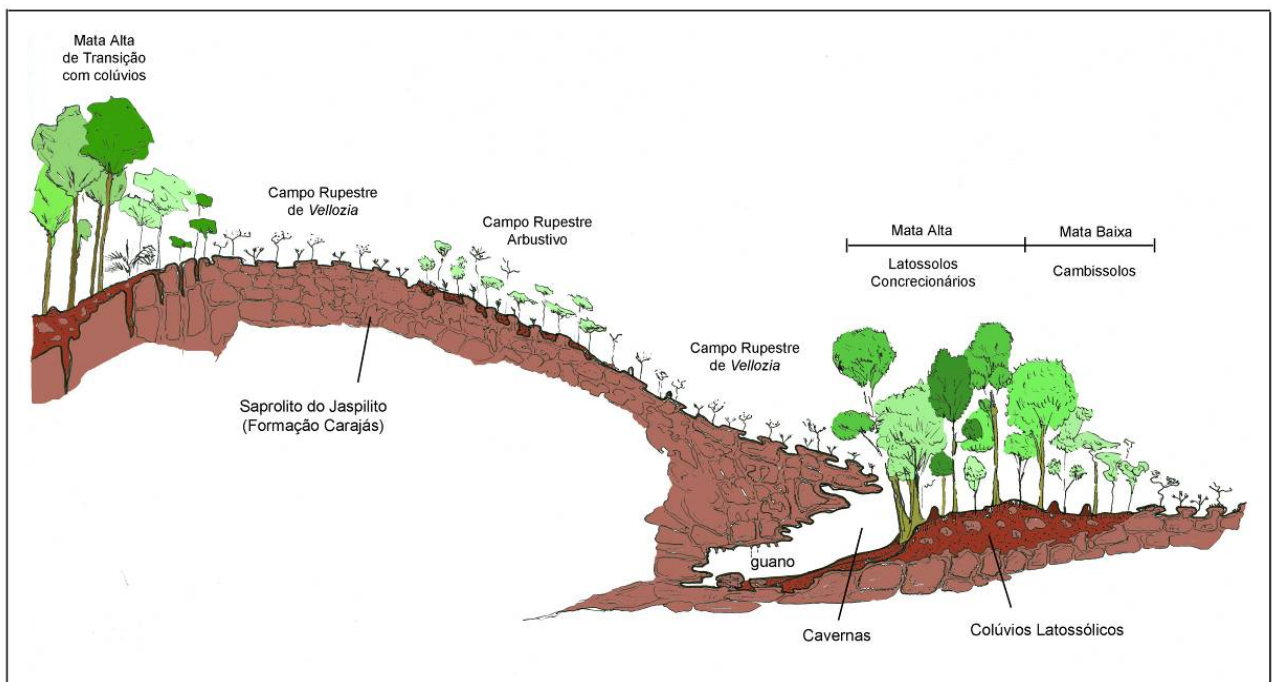 Mata Alta
de Transição
com colúvios
Campo Rupestre
de Vellozia
Campo Rupestre
Arbustivo
Mata Alta
Mata Baixa
Latossolos
Concrecionários
Cambissolos
Campo Rupestre
de Vellozia
Saprolito do Jaspilito
(Formação Carajás)
guano
Cavernas
Colúvios Latossólicos